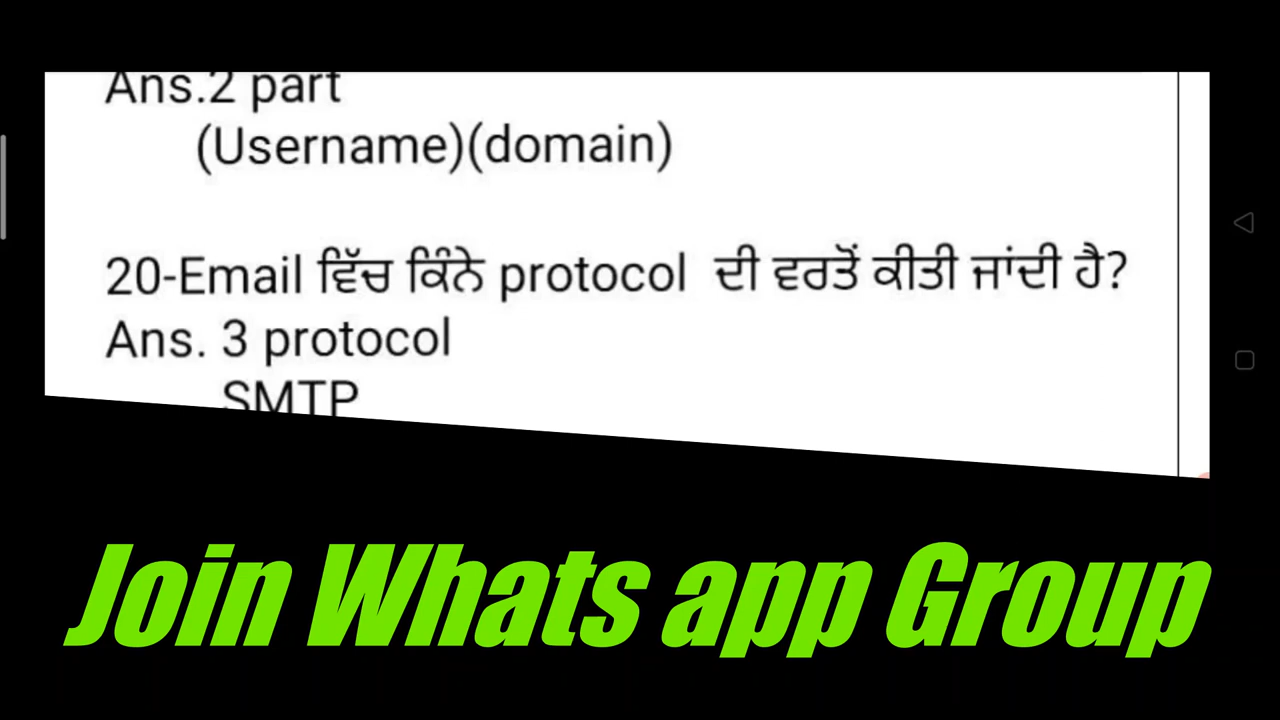 Ans.2 part
(Username)(domain)
20-Email ਵਿੱਚ ਕਿੰਨੇ protocol ਦੀ ਵਰਤੋਂ ਕੀਤੀ ਜਾਂਦੀ ਹੈ?
Ans. 3 protocol
SMTP
Join Whats app Group